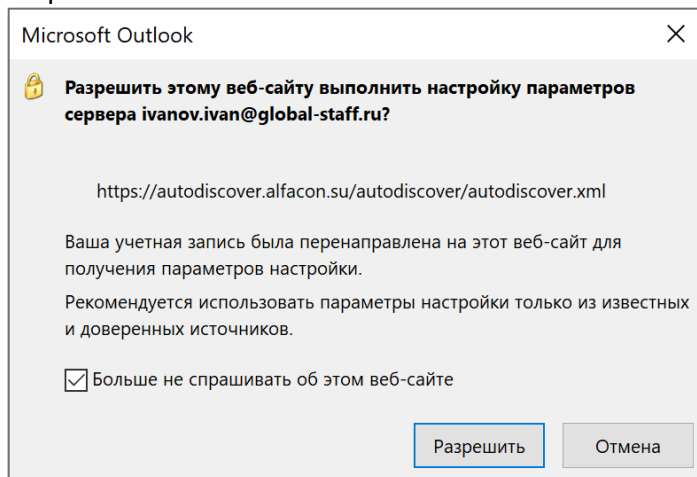 Microsoft Outlook
Разрешить этому веб-сайту выполнить настройку параметров
сервера ivanov.ivan@global-staff.ru?
https://autodiscover.alfacon.su/autodiscover/autodiscover.xml
Ваша учетная запись была перенаправлена на этот веб-сайт для
получения параметров настройки.
Рекомендуется использовать параметры настройки только из известных
и доверенных источников.
Больше не спрашивать об этом веб-сайте
Разрешить Отмена